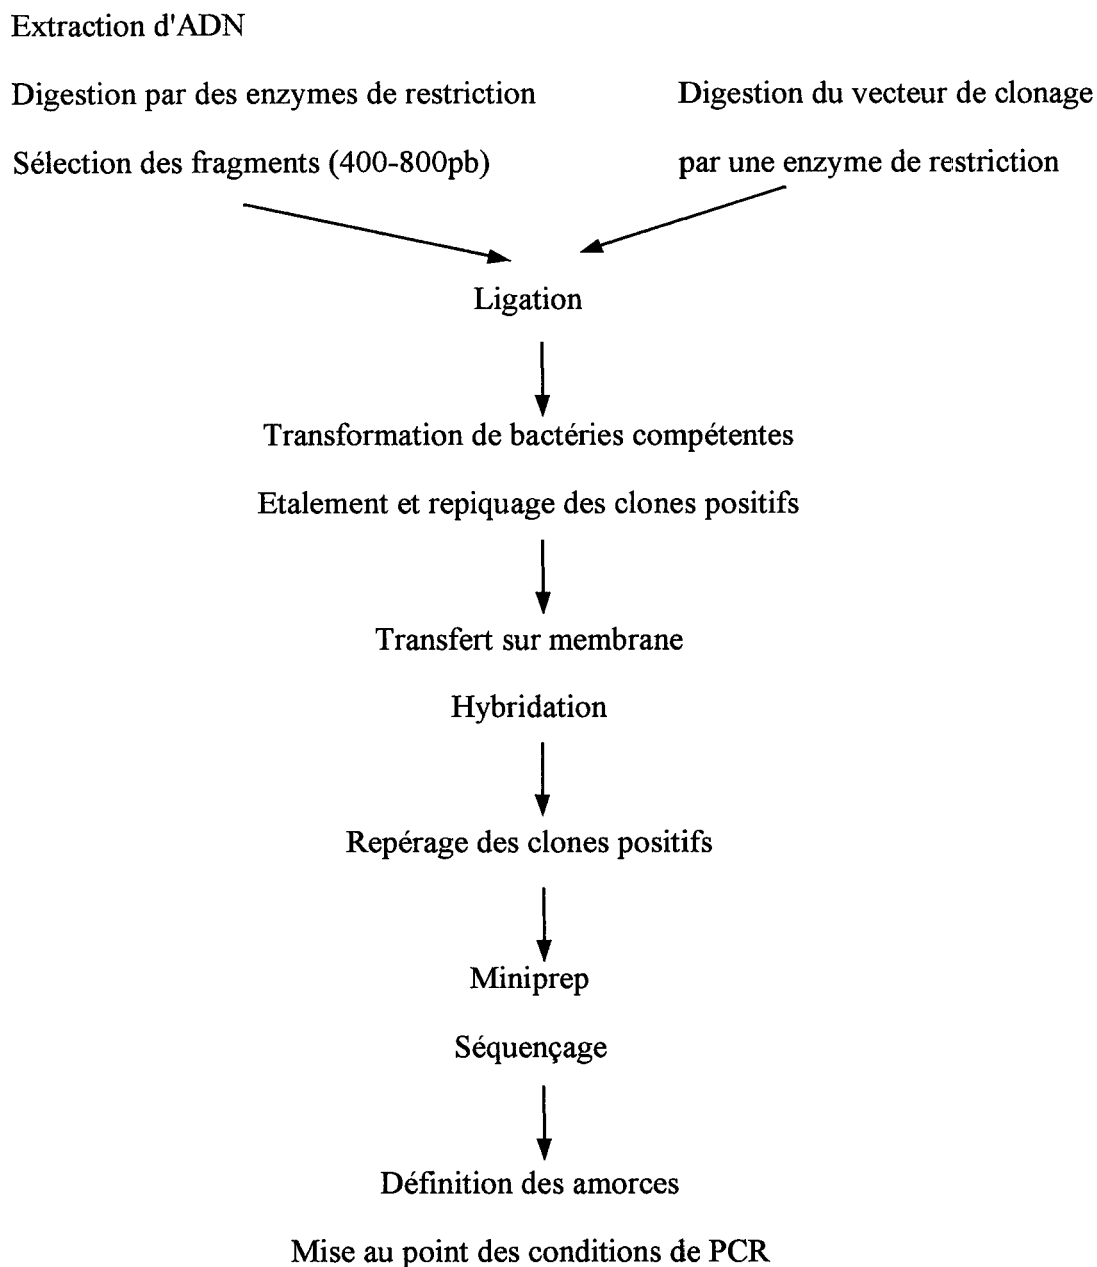 Extraction d'ADN
Digestion par des enzymes de restriction
Sélection des fragments (400-800pb)
Digestion du vecteur de clonage
par une enzyme de restriction
Ligation
Transformation de bactéries compétentes
Etalement et repiquage des clones positifs
Transfert sur membrane
Hybridation
Repérage des clones positifs
Miniprep
Séquençage
Définition des amorces
Mise au point des conditions de PCR